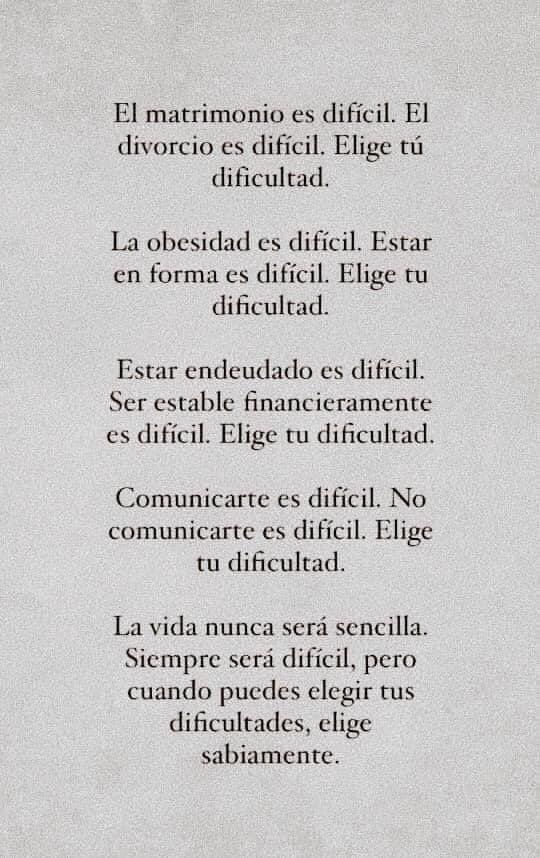 El matrimonio es difícil. El
divorcio es difícil. Elige tú
dificultad.
La obesidad es difícil. Estar
en forma es difícil. Elige tu
dificultad.
Estar endeudado es difícil.
Ser estable financieramente
es difícil. Elige tu dificultad.
Comunicarte es difícil. No
comunicarte es difícil. Elige
tu dificultad.
La vida nunca será sencilla.
Siempre será difícil, pero
cuando puedes elegir tus
dificultades, elige
sabiamente.